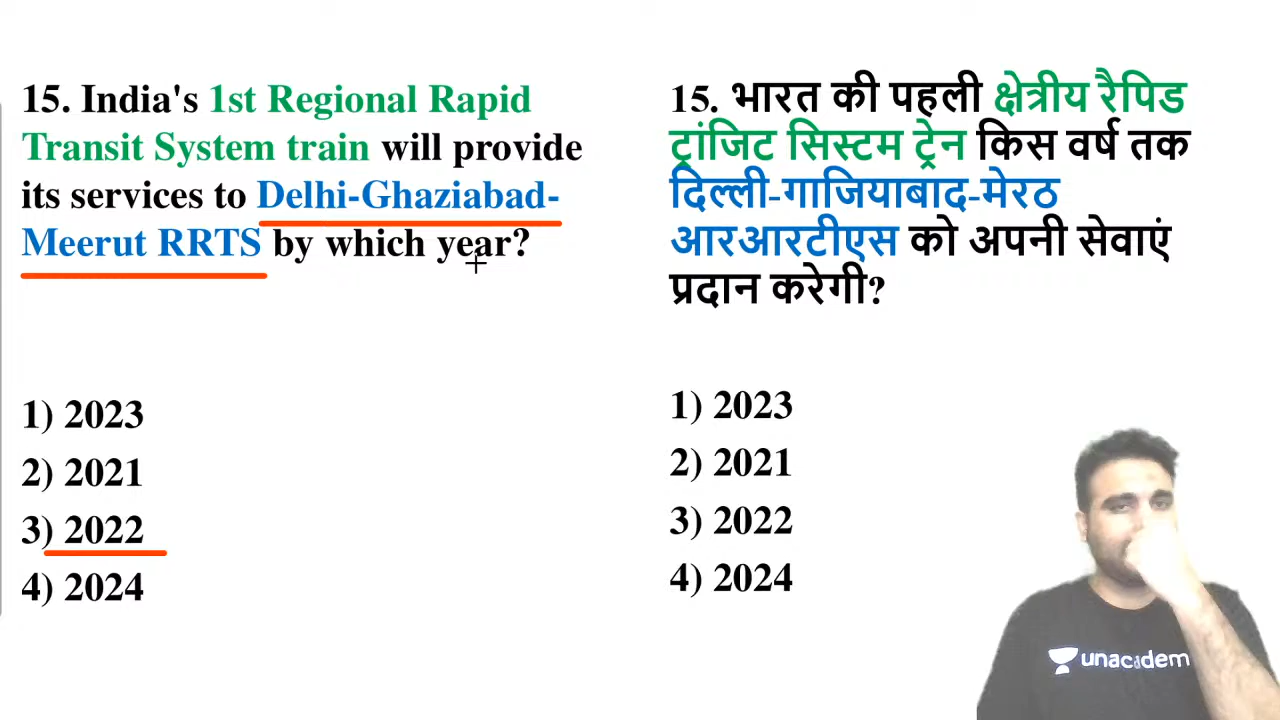 15. India's 1st Regional Rapid
Transit System train will provide
its services to Delhi-Ghaziabad-
Meerut RRTS by which year?
1) 2023
2) 2021
3) 2022
4) 2024
15. भारत की पहली क्षेत्रीय रैपिड
ट्रांजिट सिस्टम ट्रेन किस वर्ष तक
दिल्ली-गाजियाबाद-मेरठ
आरआरटीएस को अपनी सेवाएं
प्रदान करेगी?
1) 2023
2) 2021
3) 2022
4) 2024
unacadem